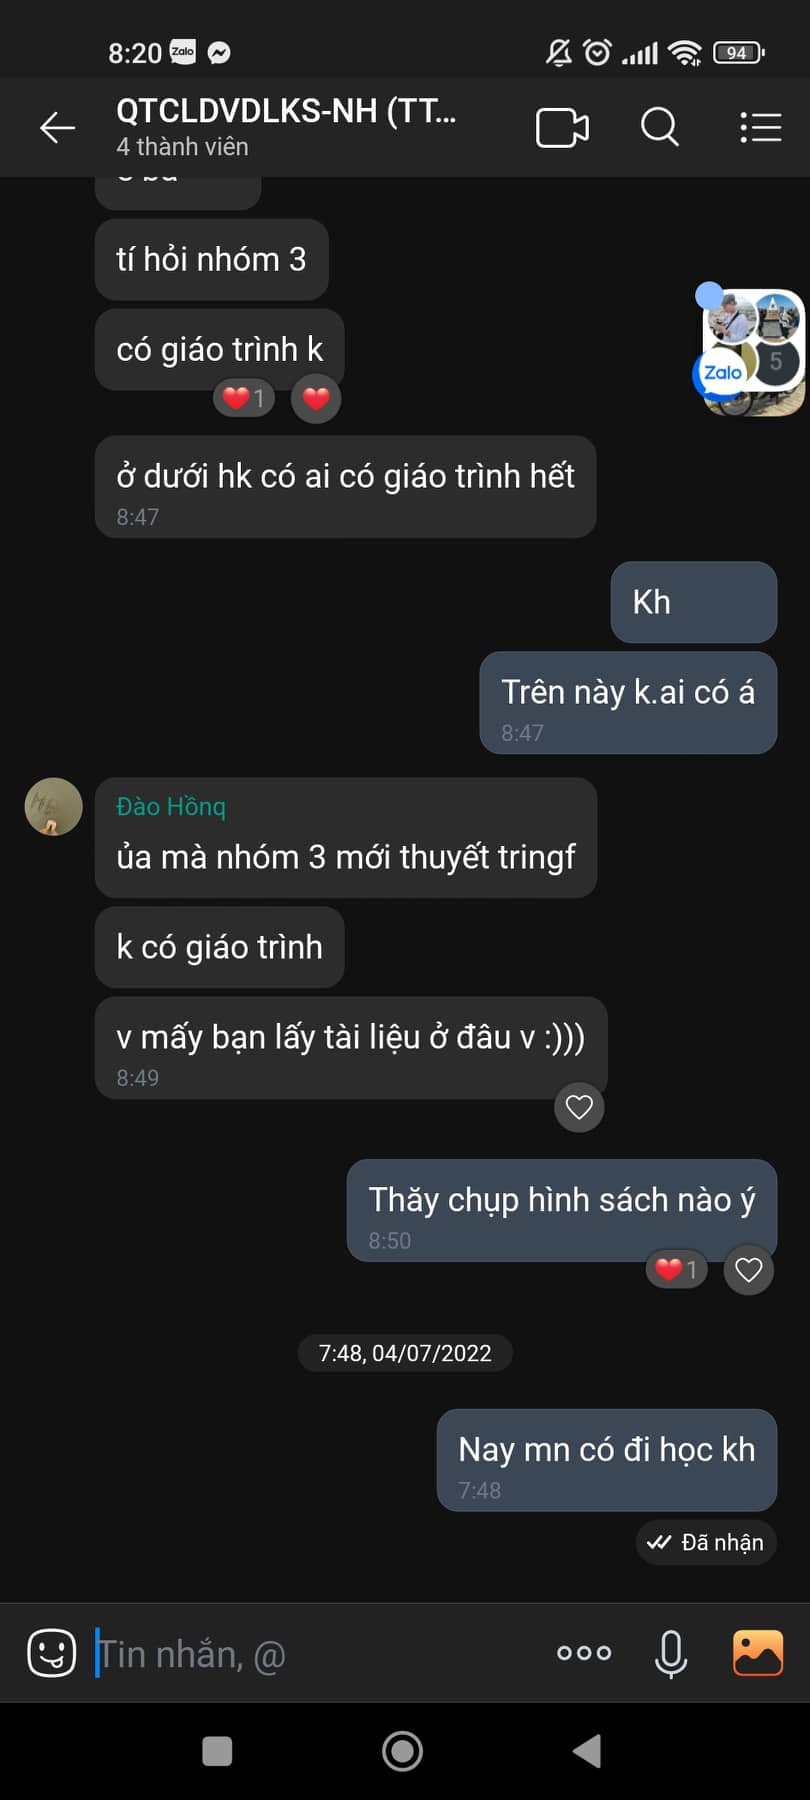 8:20
Zalo
94
QTCLDVDLKS-NH (TT...
4 thành viên
tí hỏi nhóm 3
có giáo trình k
1
5
Zalo
ở dưới hk có ai có giáo trình hết
8:47
Kh
Trên này k.ai có á
8:47
Đào Hồnq
ủa mà nhóm 3 mới thuyết tringf
k có giáo trình
v mấy bạn lấy tài liệu ở đâu v :)))
8:49
Thăy chụp hình sách nào ý
8:50
1
7:48, 04/07/2022
Nay mn có đi học kh
7:48
Đã nhận
Tin nhắn, @